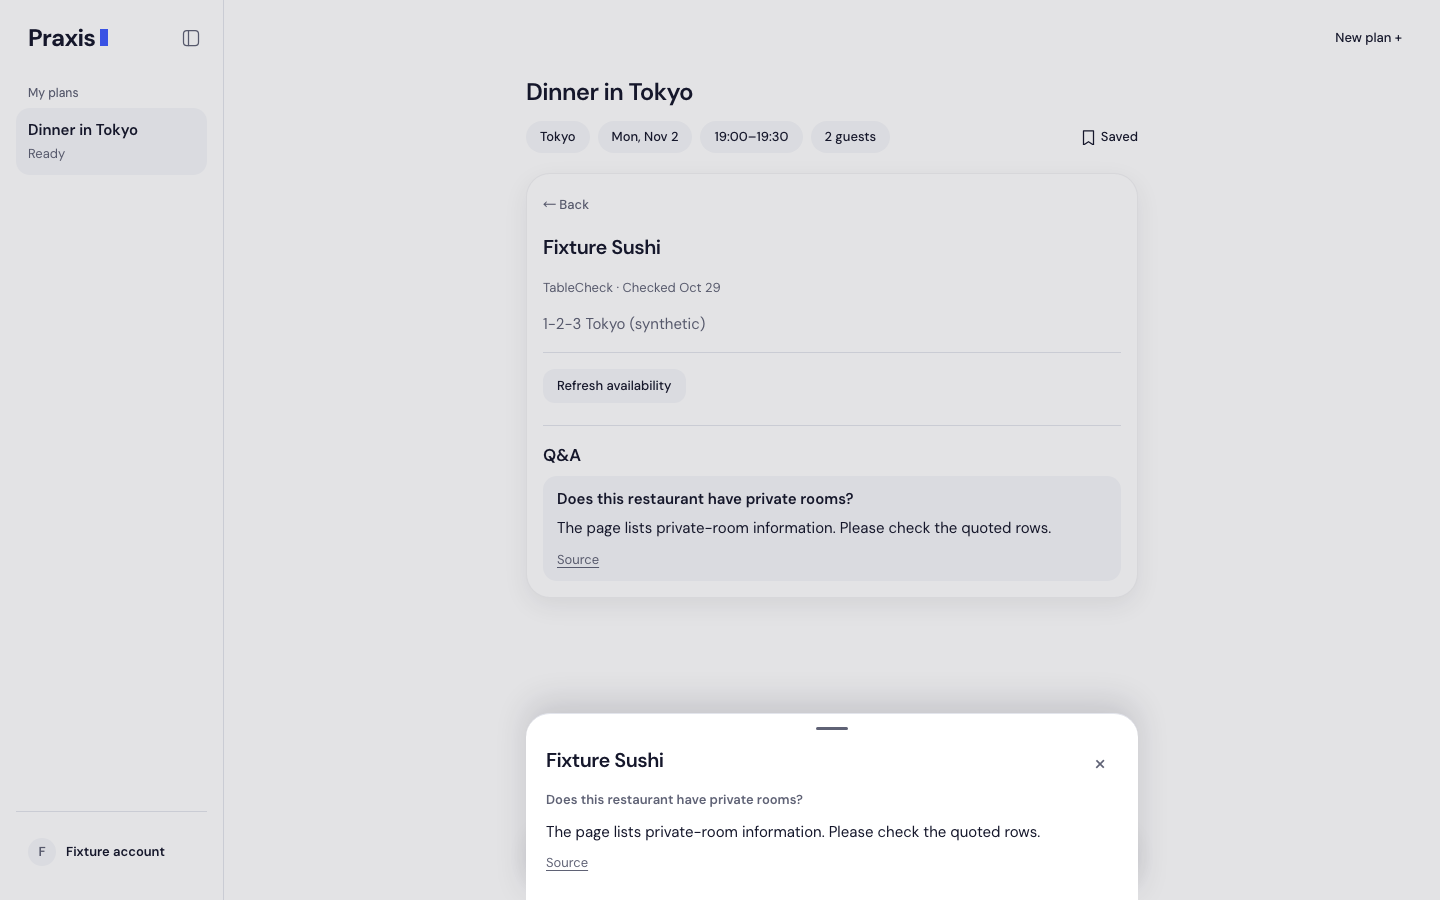 Praxis
New plan +
My plans
Dinner in Tokyo
Ready
Dinner in Tokyo
Tokyo
Mon, Nov 2
19:00–19:30
2 guests
Saved
← Back
Fixture Sushi
TableCheck · Checked Oct 29
1-2-3 Tokyo (synthetic)
Refresh availability
Q&A
Does this restaurant have private rooms?
The page lists private-room information. Please check the quoted rows.
Source
Fixture Sushi
×
Does this restaurant have private rooms?
The page lists private-room information. Please check the quoted rows.
Source
F
Fixture account